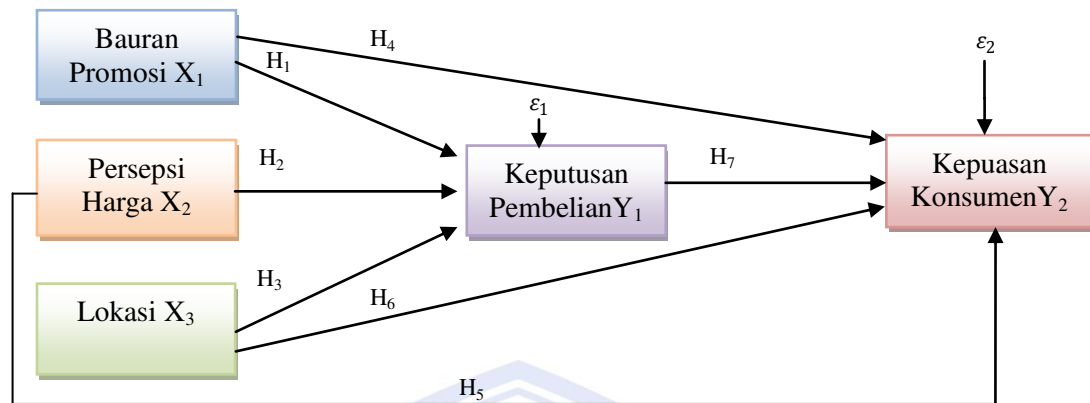 Bauran
Promosi X₁
H₄
H₁
ε₂
ε₁
Persepsi
Harga X₂
H₂
Keputusan
PembelianY₁
H₇
Kepuasan
KonsumenY₂
H₃
H₆
Lokasi X₃
H₅